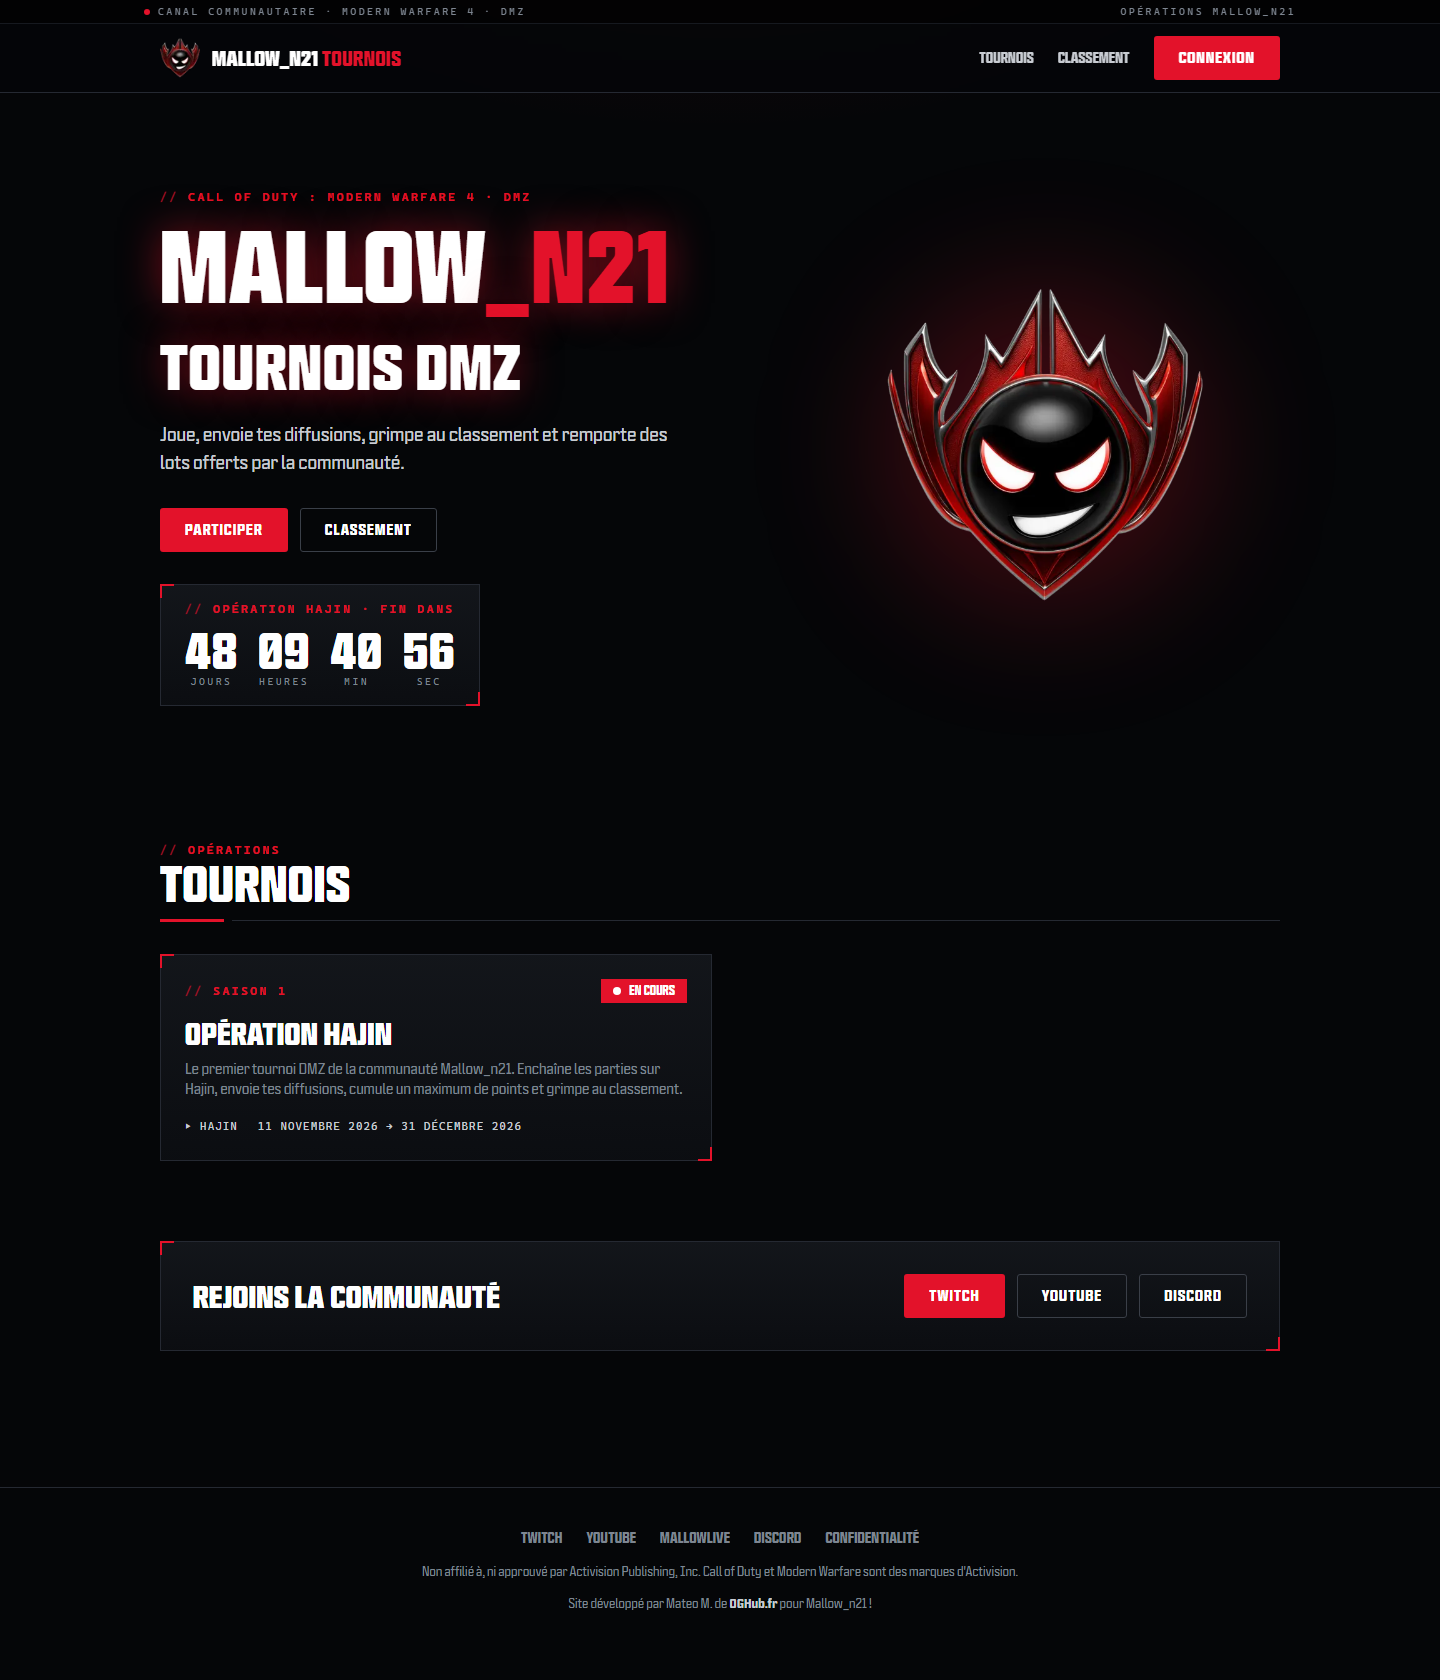 CANAL COMMUNAUTAIRE · MODERN WARFARE 4 · DMZ
OPÉRATIONS MALLOW_N21
MALLOW_N21 TOURNOIS
TOURNOIS
CLASSEMENT
CONNEXION
// CALL OF DUTY : MODERN WARFARE 4 · DMZ
MALLOW_N21
TOURNOIS DMZ
Joue, envoie tes diffusions, grimpe au classement et remporte des
lots offerts par la communauté.
PARTICIPER
CLASSEMENT
// OPÉRATION HAJIN · FIN DANS
48 09 40 56
JOURS HEURES MIN SEC
// OPÉRATIONS
TOURNOIS
// SAISON 1
EN COURS
OPÉRATION HAJIN
Le premier tournoi DMZ de la communauté Mallow_n21. Enchaîne les parties sur
Hajin, envoie tes diffusions, cumule un maximum de points et grimpe au classement.
▸ HAJIN 11 NOVEMBRE 2026 → 31 DÉCEMBRE 2026
REJOINS LA COMMUNAUTÉ
TWITCH
YOUTUBE
DISCORD
TWITCH YOUTUBE MALLOWLIVE DISCORD CONFIDENTIALITÉ
Non affilié à, ni approuvé par Activision Publishing, Inc. Call of Duty et Modern Warfare sont des marques d'Activision.
Site développé par Mateo M. de OGHub.fr pour Mallow_n21 !